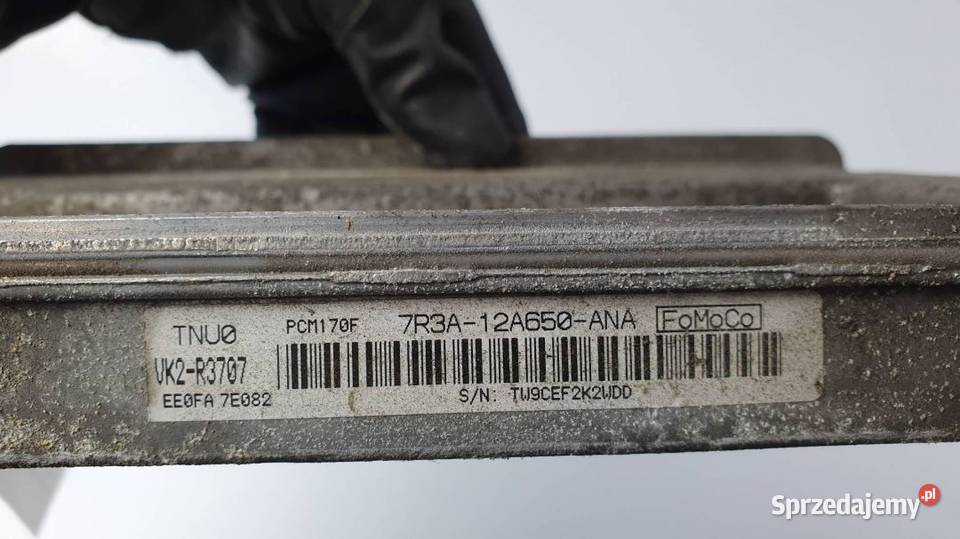 TNU0
PCM170F
7R3A-12A650-ANA
FoMoCo
VK2-R3707
EE0FA 7E082
S/N: TW9CEF2K2WDD
Sprzedajemy.pl